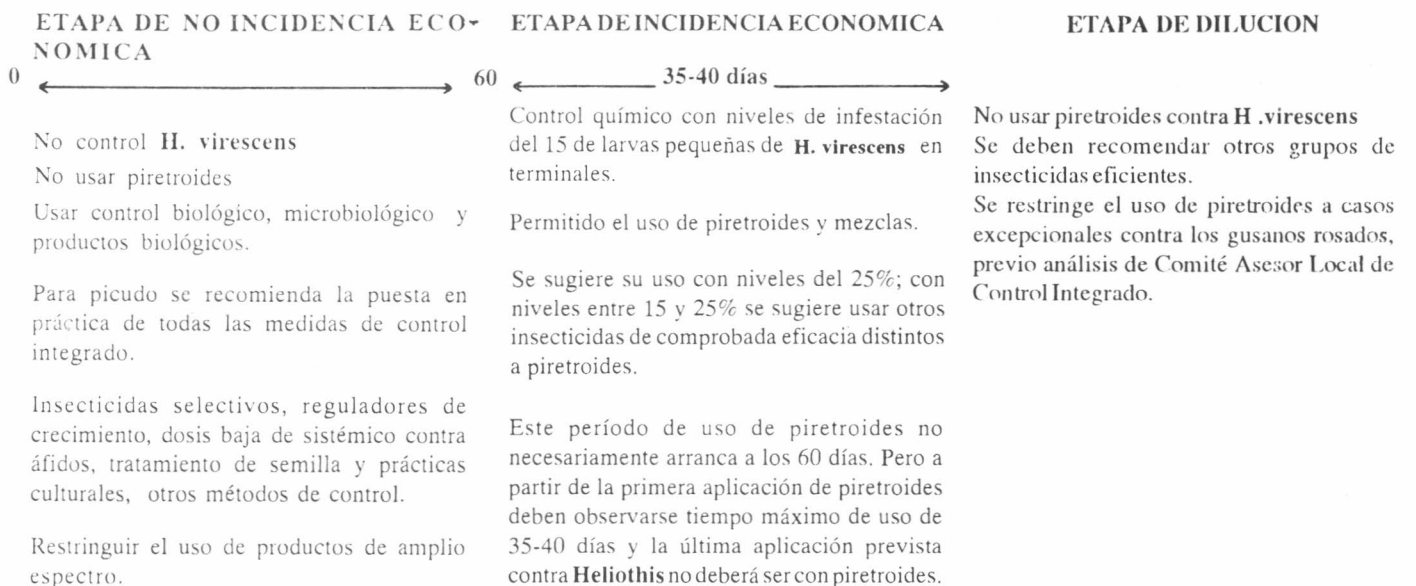 ETAPA DE NO INCIDENCIA ECO-
NOMICA
0
60
No control H. virescens
No usar piretroides
Usar control biológico, microbiológico y
productos biológicos.
Para picudo se recomienda la puesta en
práctica de todas las medidas de control
integrado.
Insecticidas selectivos, reguladores de
crecimiento, dosis baja de sistémico contra
áfidos, tratamiento de semilla y prácticas
culturales, otros métodos de control.
Restringuir el uso de productos de amplio
espectro.
ETAPA DE INCIDENCIA ECONOMICA
35-40 días
Control químico con niveles de infestación
del 15 de larvas pequeñas de H. virescens en
terminales.
Permitido el uso de piretroides y mezclas.
Se sugiere su uso con niveles del 25%; con
niveles entre 15 y 25% se sugiere usar otros
insecticidas de comprobada eficacia distintos
a piretroides.
Este período de uso de piretroides no
necesariamente arranca a los 60 días. Pero a
partir de la primera aplicación de piretroides
deben observarse tiempo máximo de uso de
35-40 días y la última aplicación prevista
contra Heliothis no deberá ser con piretroides.
ETAPA DE DILUCION
No usar piretroides contra H .virescens
Se deben recomendar otros grupos de
insecticidas eficientes.
Se restringe el uso de piretroides a casos
excepcionales contra los gusanos rosados,
previo análisis de Comité Asesor Local de
Control Integrado.